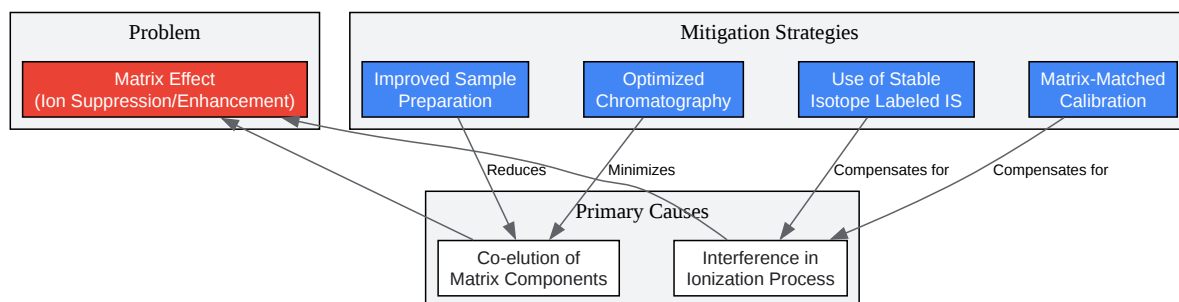 Problem
Mitigation Strategies
Matrix Effect
(Ion Suppression/Enhancement)
Improved Sample
Preparation
Optimized
Chromatography
Use of Stable
Isotope Labeled IS
Matrix-Matched
Calibration
Reduces
Minimizes
Compensates for
Compensates for
Primary Causes
Co-elution of
Matrix Components
Interference in
Ionization Process